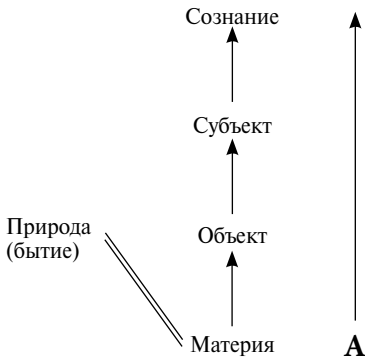 Сознание
Субъект
Природа
(бытие)
Объект
Материя
А